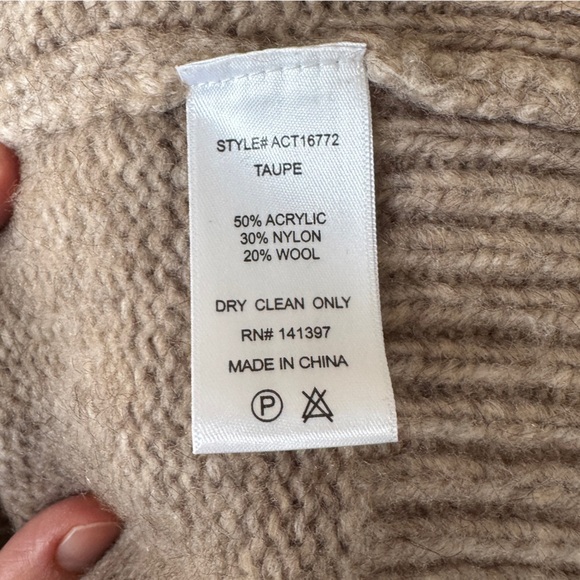 STYLE# ACT16772
TAUPE
50% ACRYLIC
30% NYLON
20% WOOL
DRY CLEAN ONLY
RN# 141397
MADE IN CHINA
P